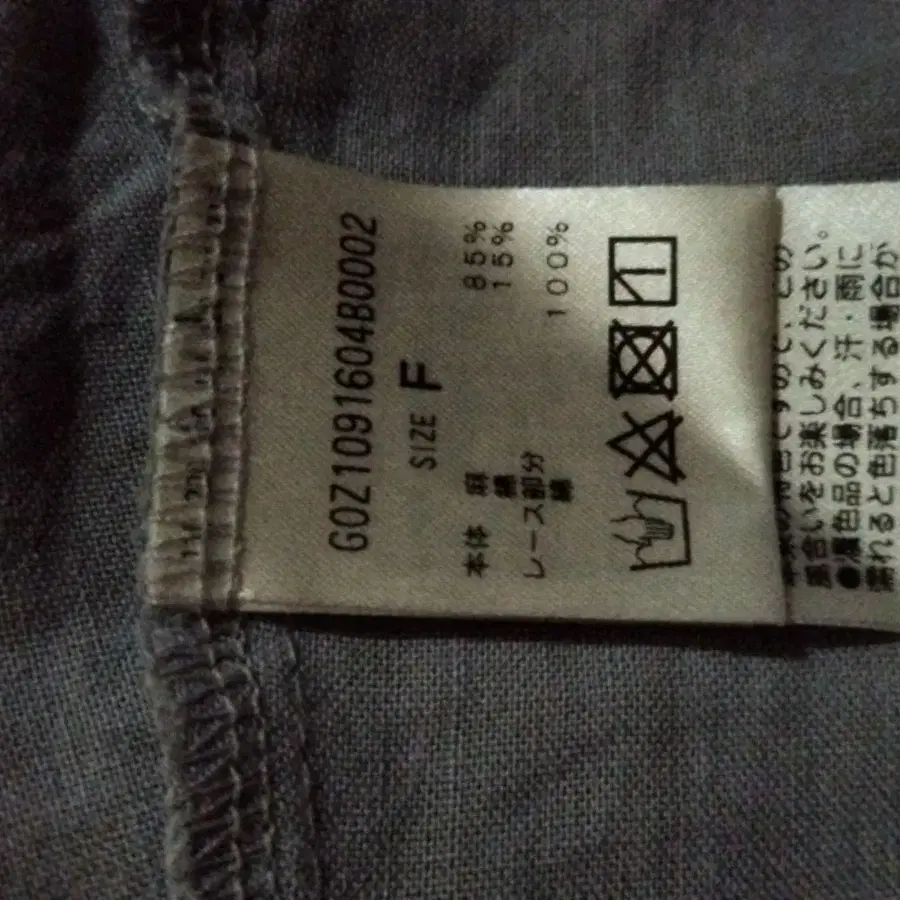 G0Z1091604B0002
SIZE F
本体 麻 85%
綿 15%
レース部分
綿 100%
風合いをお楽しみください。
●濃色品の場合、汗・雨に
濡れると色落ちする場合が